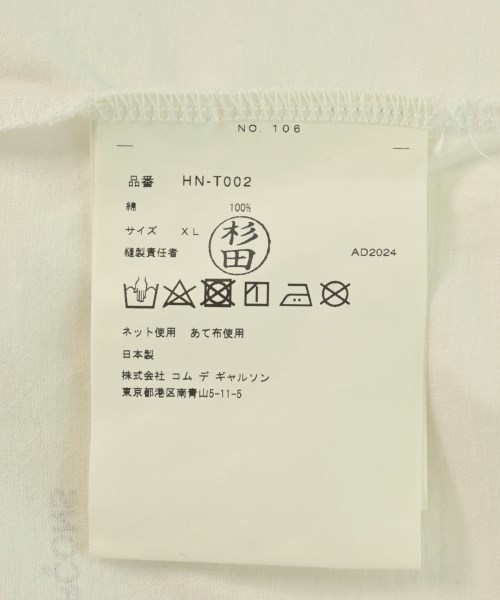 NO. 106
品番 HN-T002
綿 100%
サイズ XL
杉田
縫製責任者 AD2024
ネット使用 あて布使用
日本製
株式会社 コム デ ギャルソン
東京都港区南青山5-11-5